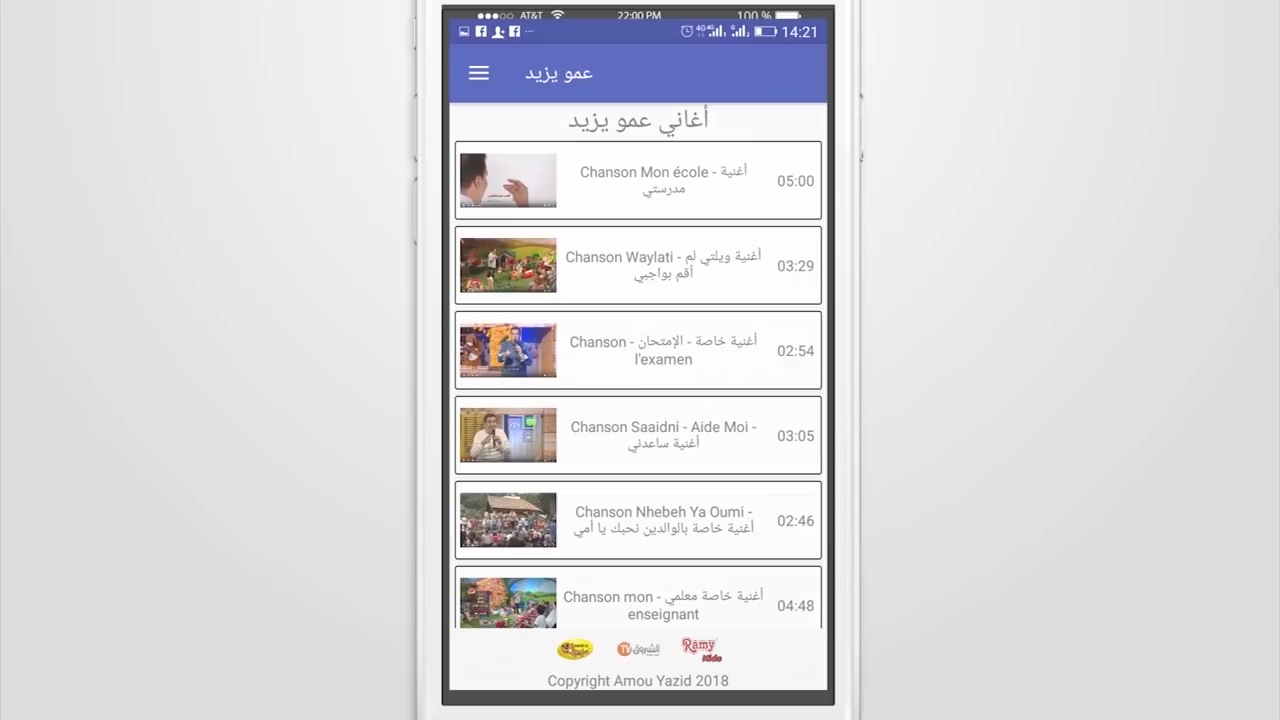 AT&T 22:00 PM 100 %
14:21
عمو يزيد
أغاني عمو يزيد
Chanson Mon école - أغنية
مدرستي
05:00
Chanson Waylati - أغنية ويلتي لم
أقم بواجبي
03:29
Chanson - أغنية خاصة - الإمتحان
l'examen
02:54
Chanson Saaidni - Aide Moi -
أغنية ساعدني
03:05
Chanson Nhebeh Ya Oumi -
أغنية خاصة بالوالدين نحبك يا أمي
02:46
Chanson mon - أغنية خاصة معلمي
enseignant
04:48
الشروق TV
Ramy
Kids
Copyright Amou Yazid 2018